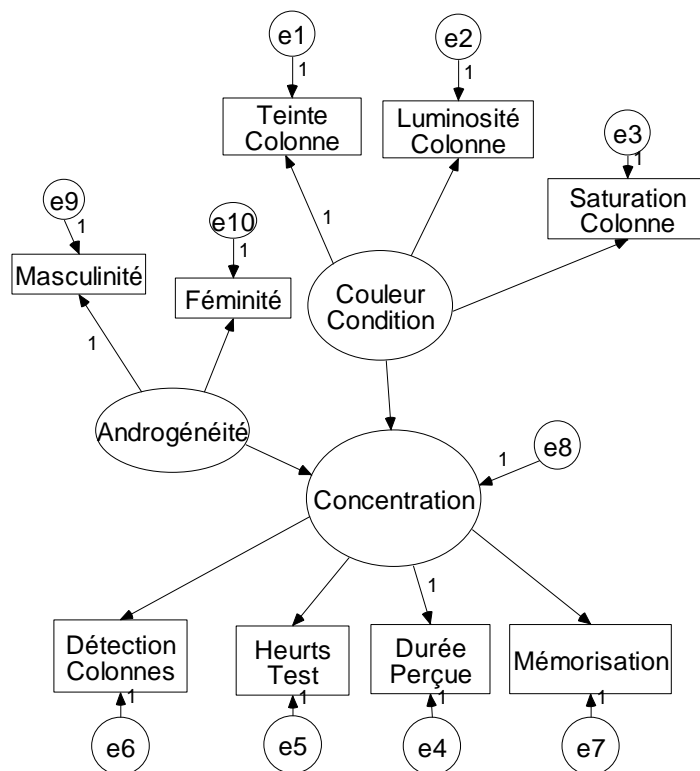 e1
e2
1
1
Teinte
Colonne
Luminosité
Colonne
e3
1
Saturation
Colonne
e9
1
e10
1
Masculinité
Féminité
1
1
Couleur
Condition
Androgénéité
Concentration
1
e8
1
Détection
Colonnes
Heurts
Test
Durée
Perçue
Mémorisation
1
1
1
1
e6
e5
e4
e7